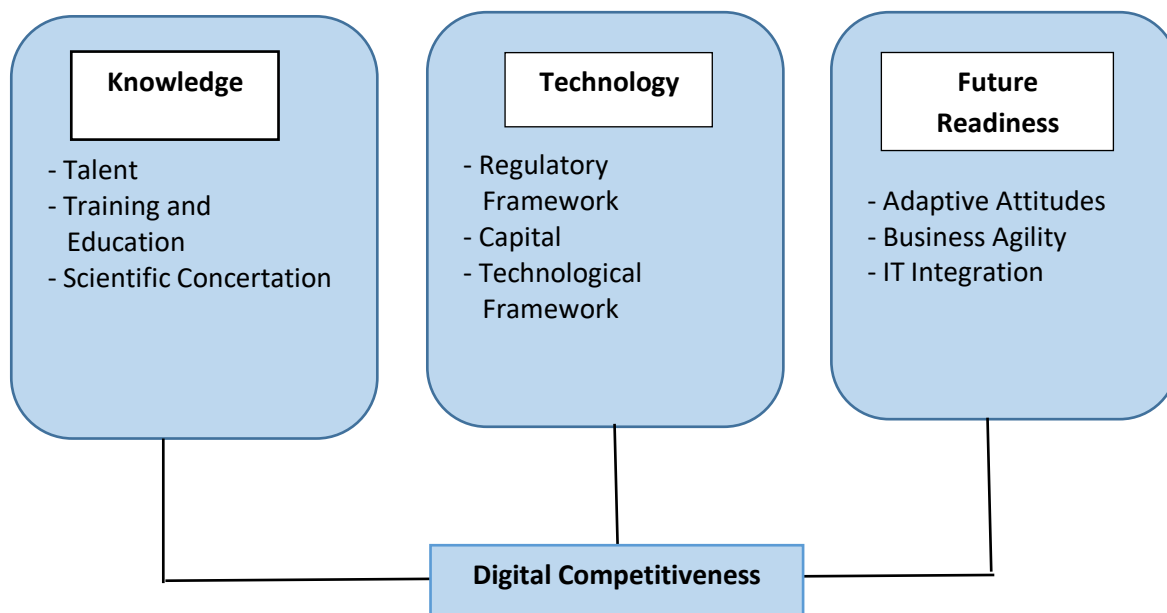 Knowledge
- Talent
- Training and
Education
- Scientific Concertation
Technology
- Regulatory
Framework
- Capital
- Technological
Framework
Future
Readiness
- Adaptive Attitudes
- Business Agility
- IT Integration
Digital Competitiveness